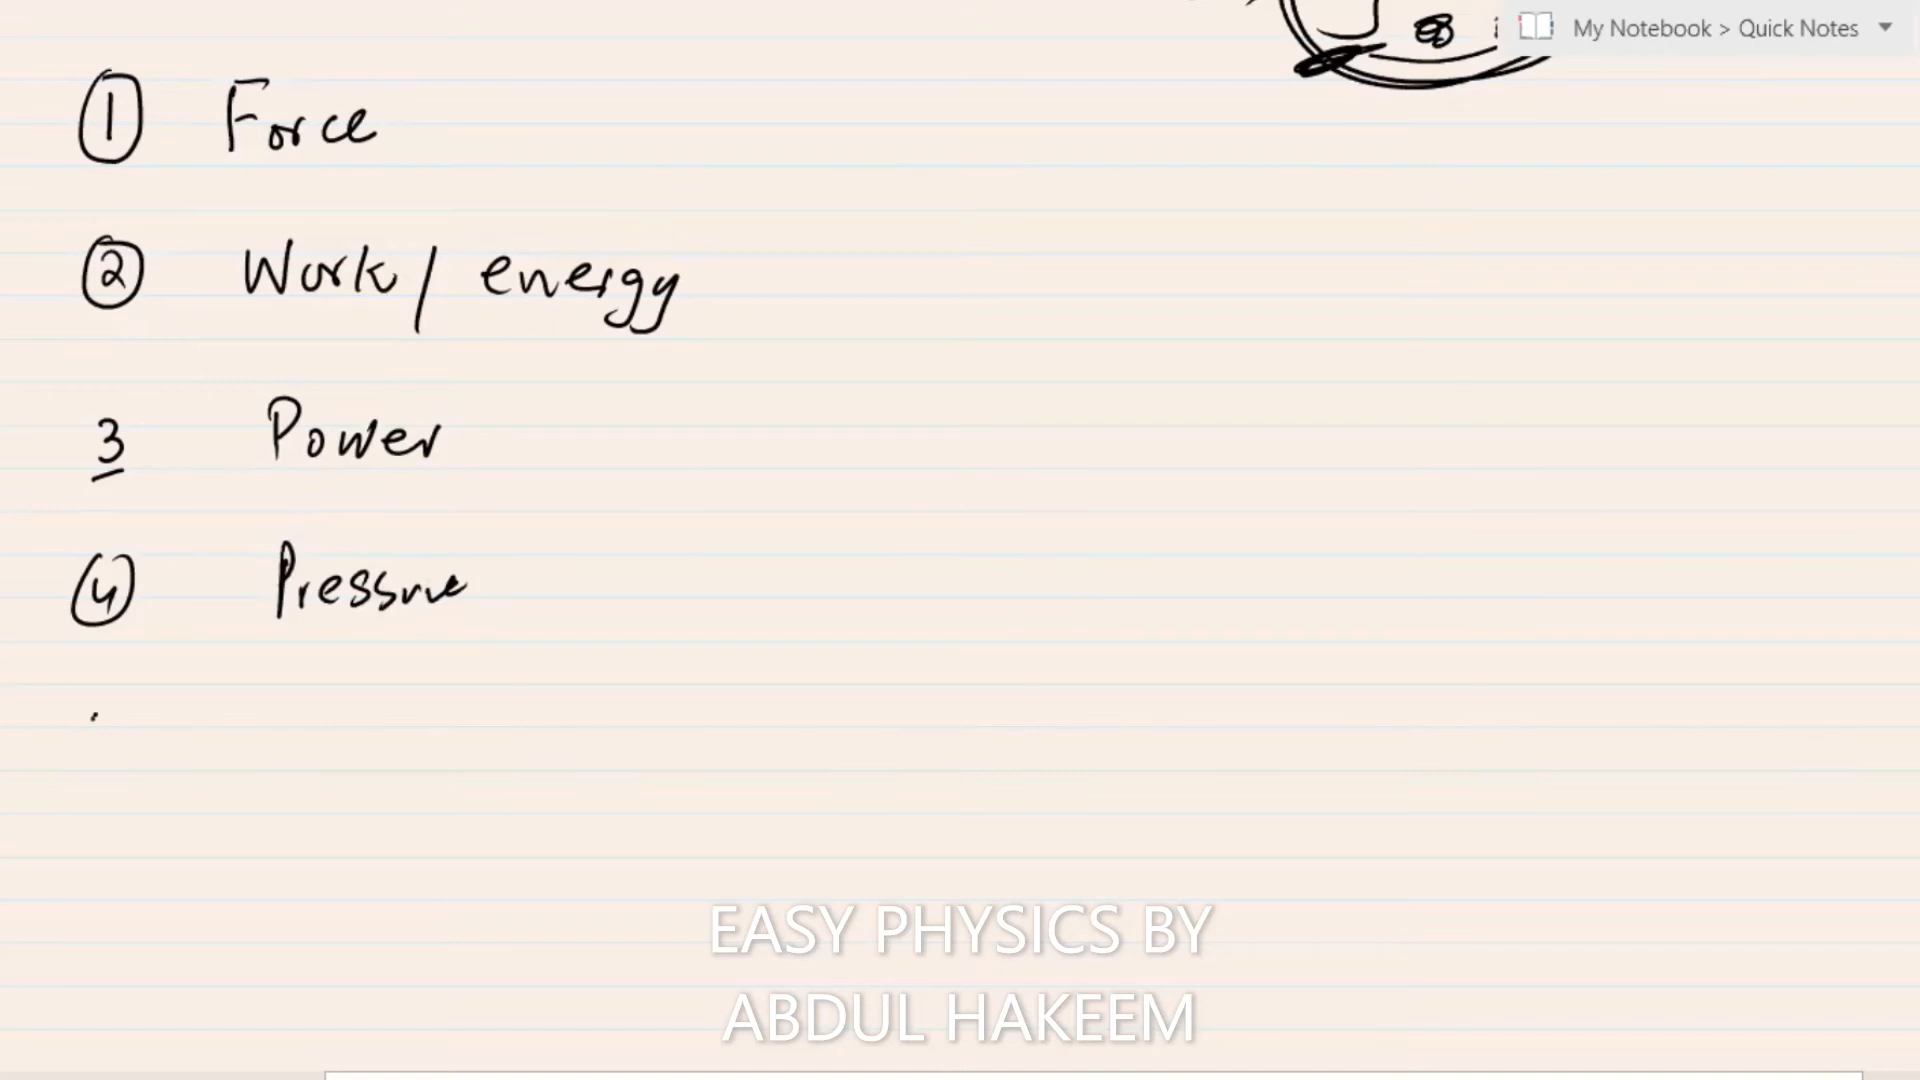 My Notebook > Quick Notes
1 Force
2 Work / energy
3 Power
4 Pressure
EASY PHYSICS BY
ABDUL HAKEEM